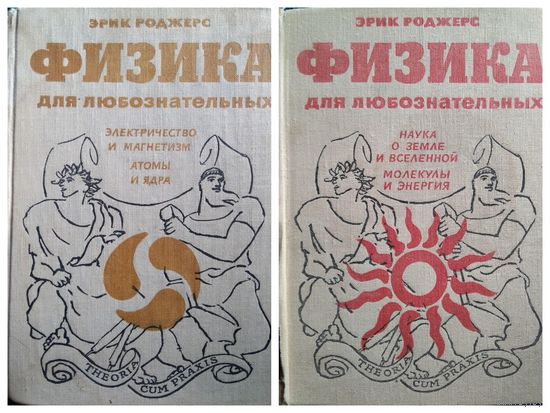 ЭРИК РОДЖЕРС
ФИЗИКА
ДЛЯ ЛЮБОЗНАТЕЛЬНЫХ
ЭЛЕКТРИЧЕСТВО
И МАГНЕТИЗМ
АТОМЫ
И ЯДРА
THEORIA
CUM PRAXIS
ЭРИК РОДЖЕРС
ФИЗИКА
ДЛЯ ЛЮБОЗНАТЕЛЬНЫХ
НАУКА
О ЗЕМЛЕ
И ВСЕЛЕННОЙ
МОЛЕКУЛЫ
И ЭНЕРГИЯ
THEORIA
CUM PRAXIS